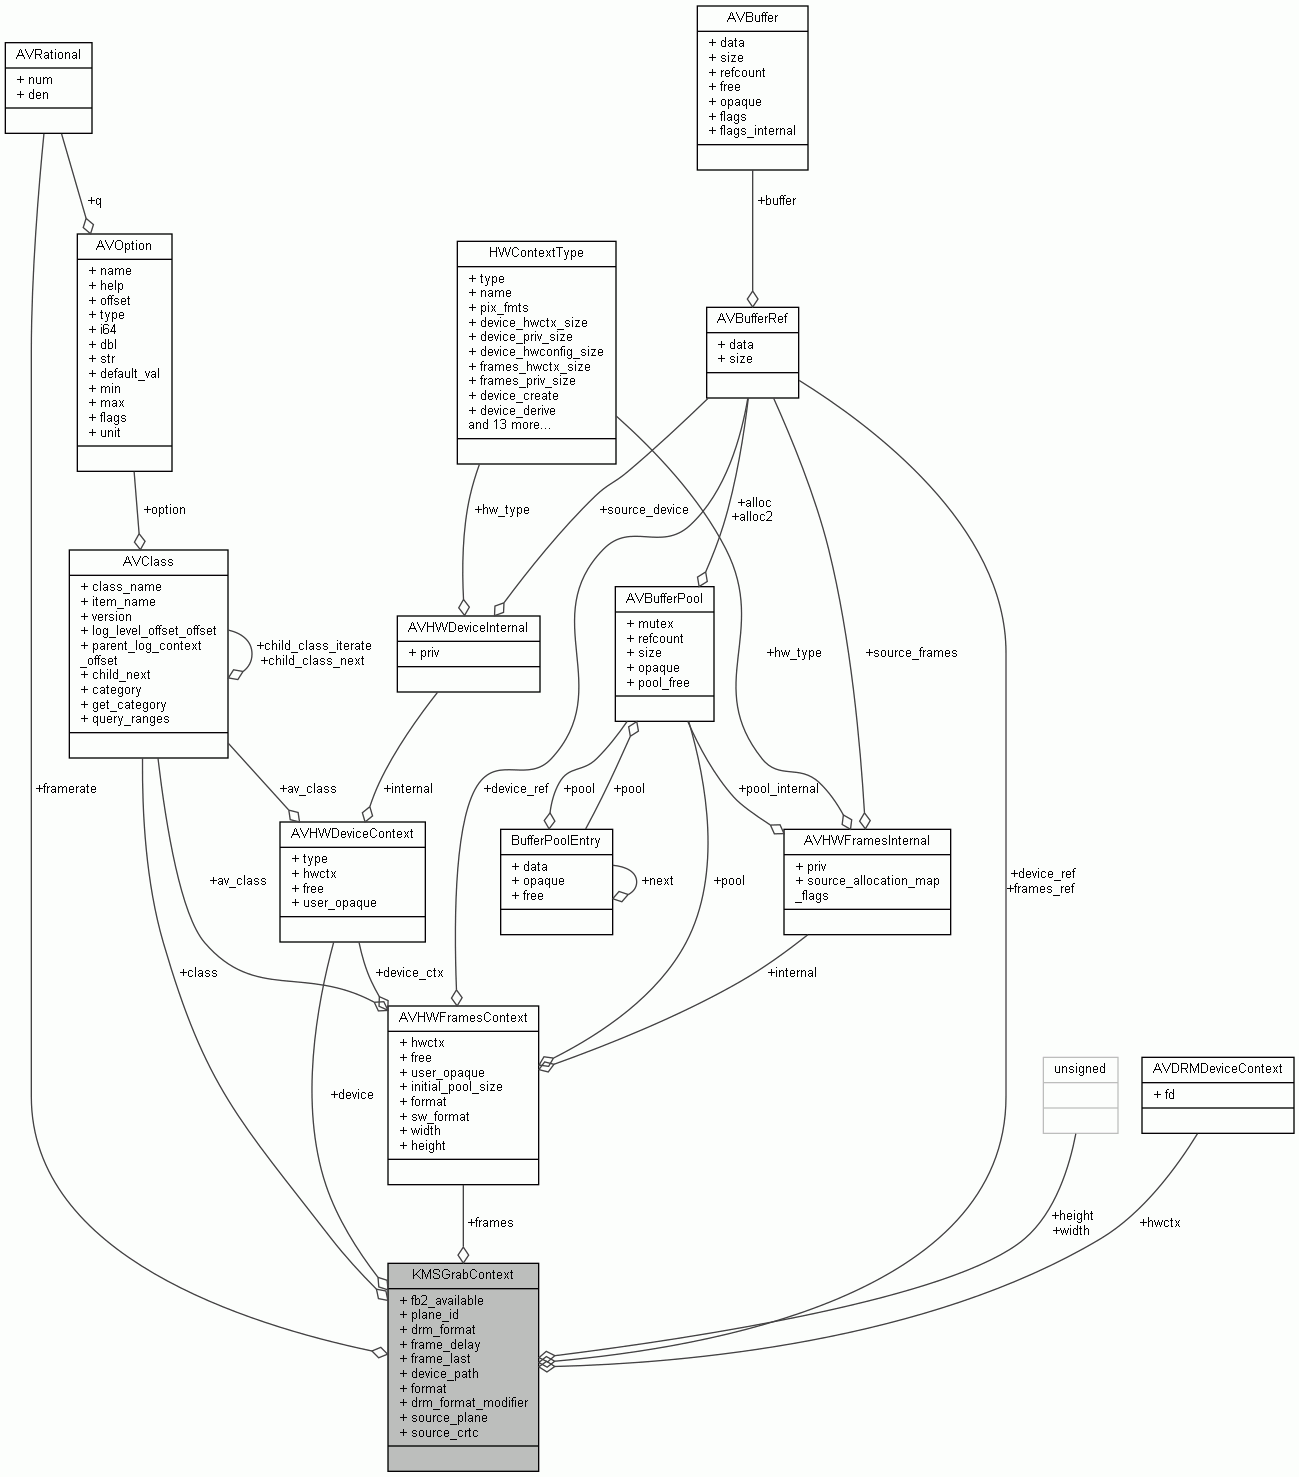 AVBuffer
+ data
+ size
+ refcount
+ free
+ opaque
+ flags
+ flags_internal
AVRational
+ num
+ den
+q
+buffer
AVOption
+ name
+ help
+ offset
+ type
+ i64
+ dbl
+ str
+ default_val
+ min
+ max
+ flags
+ unit
HWContextType
+ type
+ name
+ pix_fmts
+ device_hwctx_size
+ device_priv_size
+ device_hwconfig_size
+ frames_hwctx_size
+ frames_priv_size
+ device_create
+ device_derive
and 13 more...
AVBufferRef
+ data
+ size
+option
+hw_type
+source_device
+alloc
+alloc2
AVClass
+ class_name
+ item_name
+ version
+ log_level_offset_offset
+ parent_log_context
_offset
+ child_next
+ category
+ get_category
+ query_ranges
+child_class_iterate
+child_class_next
AVHWDeviceInternal
+ priv
AVBufferPool
+ mutex
+ refcount
+ size
+ opaque
+ pool_free
+hw_type
+source_frames
+framerate
+av_class
+internal
+device_ref
+pool
+pool
+pool_internal
AVHWDeviceContext
+ type
+ hwctx
+ free
+ user_opaque
BufferPoolEntry
+ data
+ opaque
+ free
+next
AVHWFramesInternal
+ priv
+ source_allocation_map
_flags
+av_class
+pool
+device_ref
+frames_ref
+class
+device_ctx
+internal
AVHWFramesContext
+ hwctx
+ free
+ user_opaque
+ initial_pool_size
+ format
+ sw_format
+ width
+ height
+device
unsigned
AVDRMDeviceContext
+ fd
+frames
+height
+width
+hwctx
KMSGrabContext
+ fb2_available
+ plane_id
+ drm_format
+ frame_delay
+ frame_last
+ device_path
+ format
+ drm_format_modifier
+ source_plane
+ source_crtc